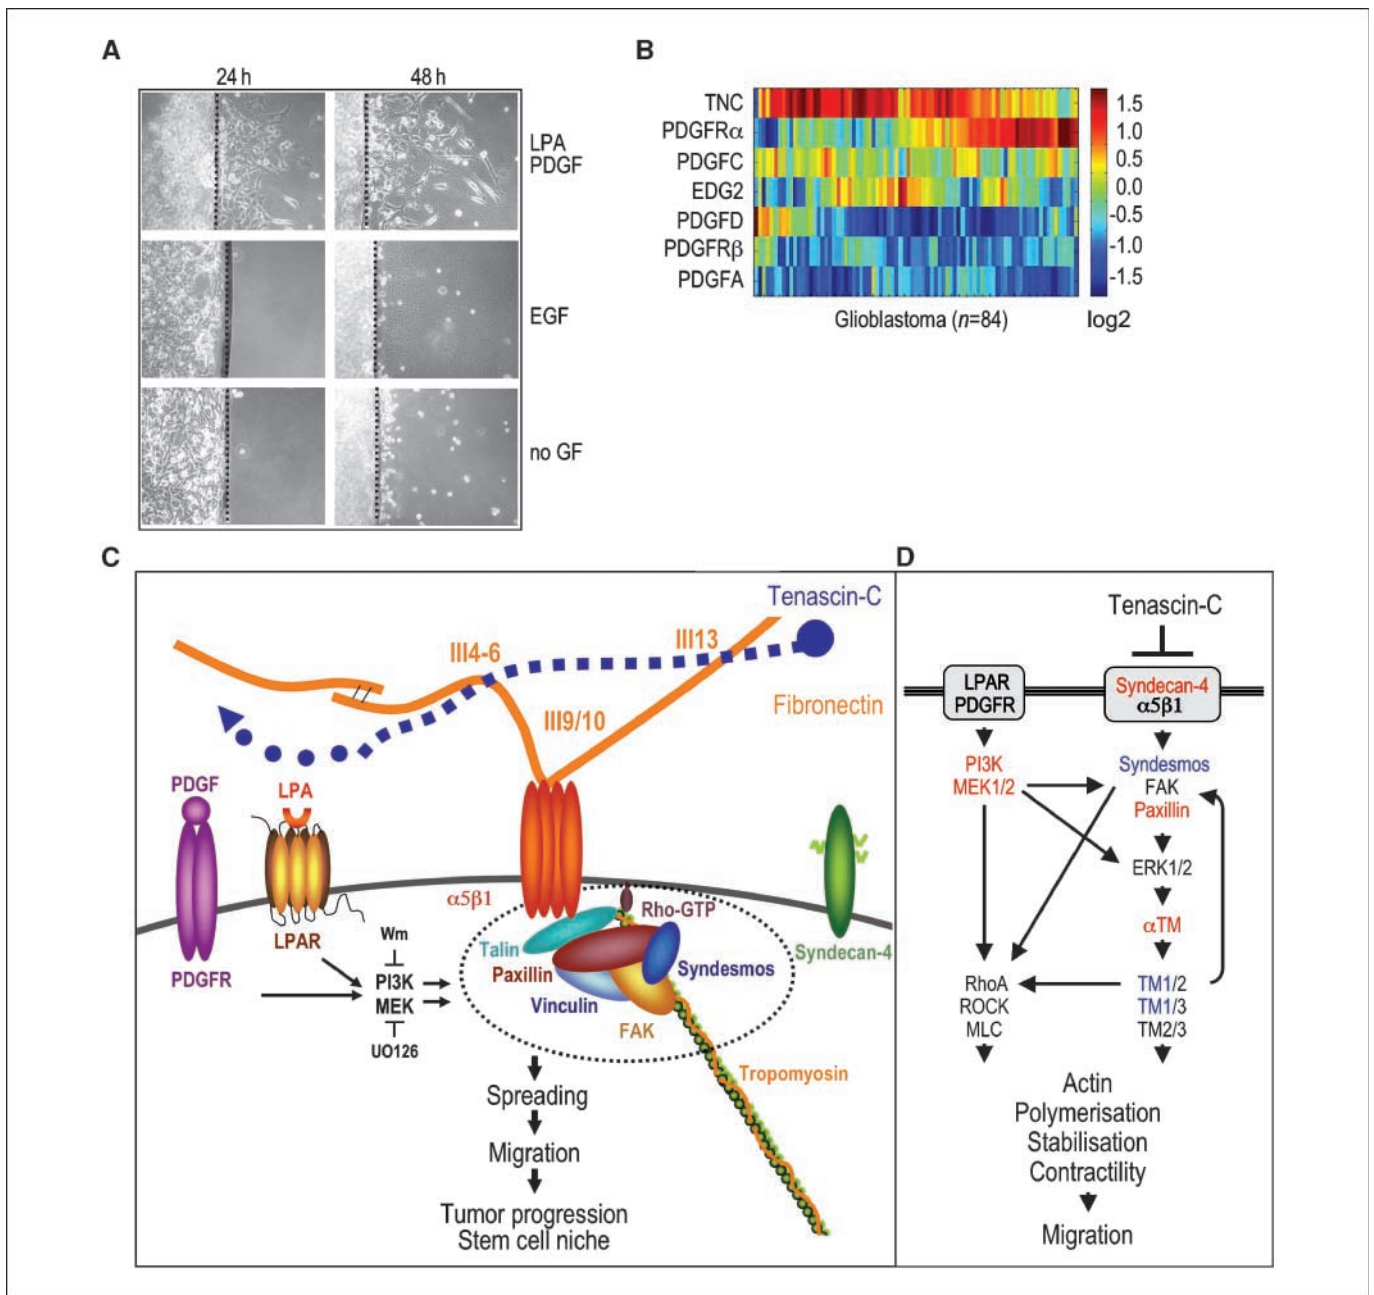 A
24 h
48 h
LPA
PDGF
EGF
no GF
B
TNC
PDGFRα
PDGFC
EDG2
PDGFD
PDGFRβ
PDGFA
1.5
1.0
0.5
0.0
-0.5
-1.0
-1.5
Glioblastoma (n=84)
log2
C
Tenascin-C
III4-6
III13
III9/10
Fibronectin
PDGF
LPA
α5β1
Rho-GTP
LPAR
Talin
Syndecan-4
PDGFR
Wm
PI3K
MEK
UO126
Paxillin
Syndesmos
Vinculin
FAK
Tropomyosin
Spreading
Migration
Tumor progression
Stem cell niche
D
Tenascin-C
LPAR
PDGFR
Syndecan-4
α5β1
PI3K
MEK1/2
Syndesmos
FAK
Paxillin
ERK1/2
αTM
RhoA
ROCK
MLC
TM1/2
TM1/3
TM2/3
Actin
Polymerisation
Stabilisation
Contractility
Migration